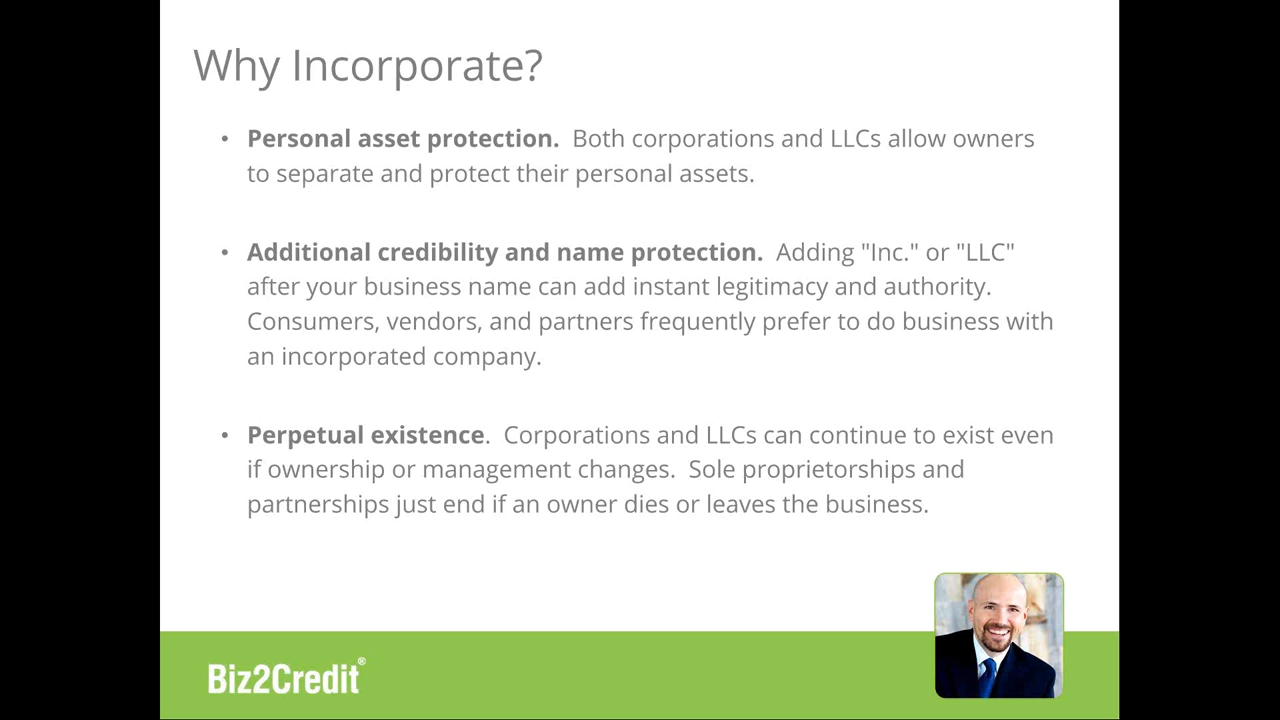 Why Incorporate?
• Personal asset protection.  Both corporations and LLCs allow owners
to separate and protect their personal assets.
• Additional credibility and name protection.  Adding "Inc." or "LLC"
after your business name can add instant legitimacy and authority.
Consumers, vendors, and partners frequently prefer to do business with
an incorporated company.
• Perpetual existence.  Corporations and LLCs can continue to exist even
if ownership or management changes.  Sole proprietorships and
partnerships just end if an owner dies or leaves the business.
Biz2Credit®